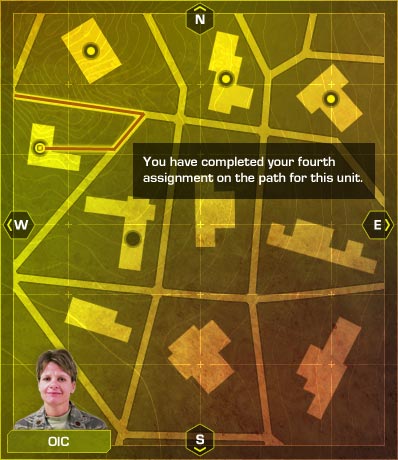 N
You have completed your fourth
assignment on the path for this unit.
W
E
OIC
S